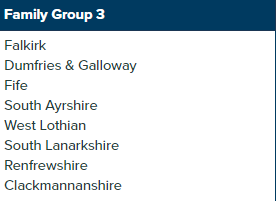 Family Group 3
Falkirk
Dumfries & Galloway
Fife
South Ayrshire
West Lothian
South Lanarkshire
Renfrewshire
Clackmannanshire